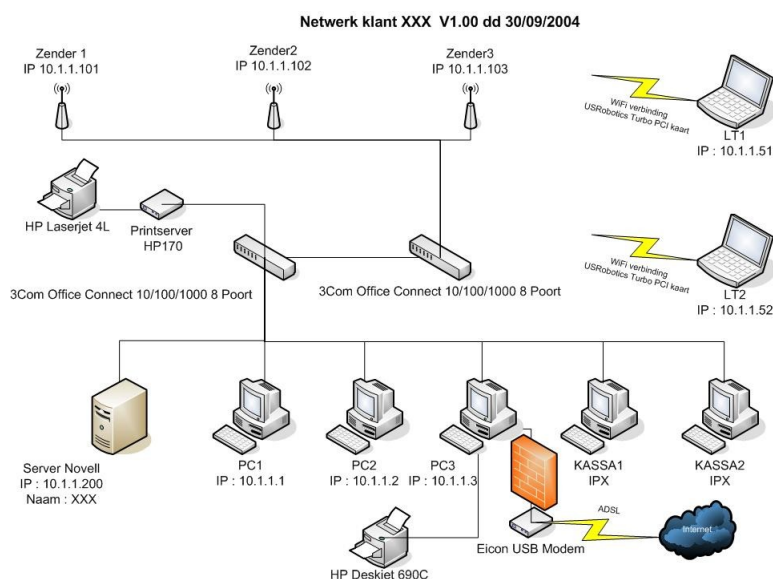 Netwerk klant XXX V1.00 dd 30/09/2004
Zender 1
IP 10.1.1.101
Zender2
IP 10.1.1.102
Zender3
IP 10.1.1.103
WiFi verbinding
USRobotics Turbo PCI kaart
LT1
IP : 10.1.1.51
HP Laserjet 4L
Printserver
HP170
3Com Office Connect 10/100/1000 8 Poort
3Com Office Connect 10/100/1000 8 Poort
WiFi verbinding
USRobotics Turbo PCI kaart
LT2
IP : 10.1.1.52
Server Novell
IP : 10.1.1.200
Naam : XXX
PC1
IP : 10.1.1.1
PC2
IP : 10.1.1.2
PC3
IP : 10.1.1.3
KASSA1
IPX
KASSA2
IPX
HP Deskjet 690C
Eicon USB Modem
ADSL
Internet